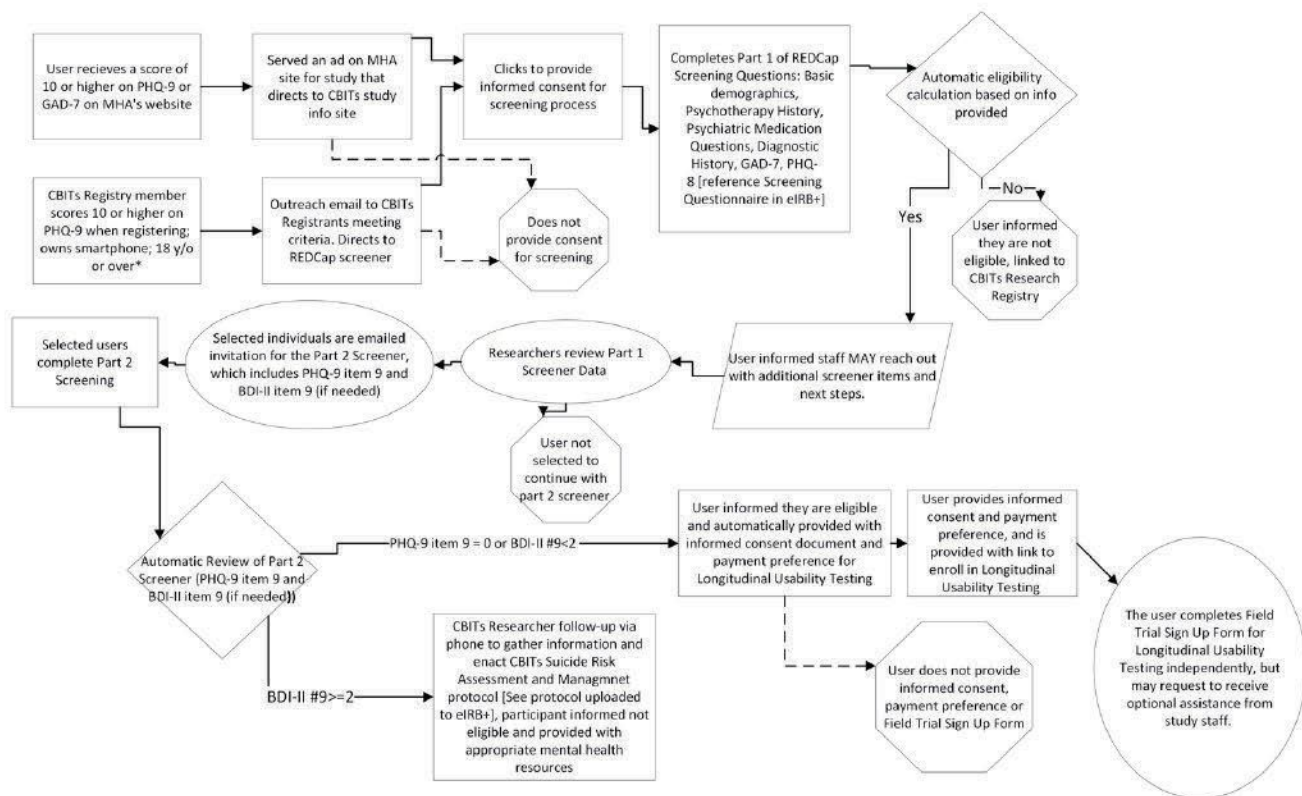 User recieves a score of
10 or higher on PHQ-9 or
GAD-7 on MHA's website
Served an ad on MHA
site for study that
directs to CBITs study
info site
Clicks to provide
informed consent for
screening process
Completes Part 1 of REDCap
Screening Questions: Basic
demographics,
Psychotherapy History,
Psychiatric Medication
Questions, Diagnostic
History, GAD-7, PHQ-
8 [reference Screening
Questionnaire in eIRB+]
Automatic eligibility
calculation based on info
provided
CBITs Registry member
scores 10 or higher on
PHQ-9 when registering;
owns smartphone; 18 y/o
or over*
Outreach email to CBITs
Registrants meeting
criteria. Directs to
REDCap screener
Does not
provide consent
for screening
Yes
No
User informed
they are not
eligible, linked to
CBITs Research
Registry
Selected users
complete Part 2
Screening
Selected individuals are emailed
invitation for the Part 2 Screener,
which includes PHQ-9 item 9 and
BDI-II item 9 (if needed)
Researchers review Part 1
Screener Data
User informed staff MAY reach out
with additional screener items and
next steps.
User not
selected to
continue with
part 2 screener
Automatic Review of Part 2
Screener (PHQ-9 item 9 and
BDI-II item 9 (if needed))
PHQ-9 item 9 = 0 or BDI-II #9<2
User informed they are eligible
and automatically provided with
informed consent document and
payment preference for
Longitudinal Usability Testing
User provides informed
consent and payment
preference, and is
provided with link to
enroll in Longitudinal
Usability Testing
The user completes Field
Trial Sign Up Form for
Longitudinal Usability
Testing independently, but
may request to receive
optional assistance from
study staff.
BDI-II #9>=2
CBITs Researcher follow-up via
phone to gather information and
enact CBITs Suicide Risk
Assessment and Managmnet
protocol [See protocol uploaded
to eIRB+], participant informed not
eligible and provided with
appropriate mental health
resources
User does not provide
informed consent,
payment preference or
Field Trial Sign Up Form